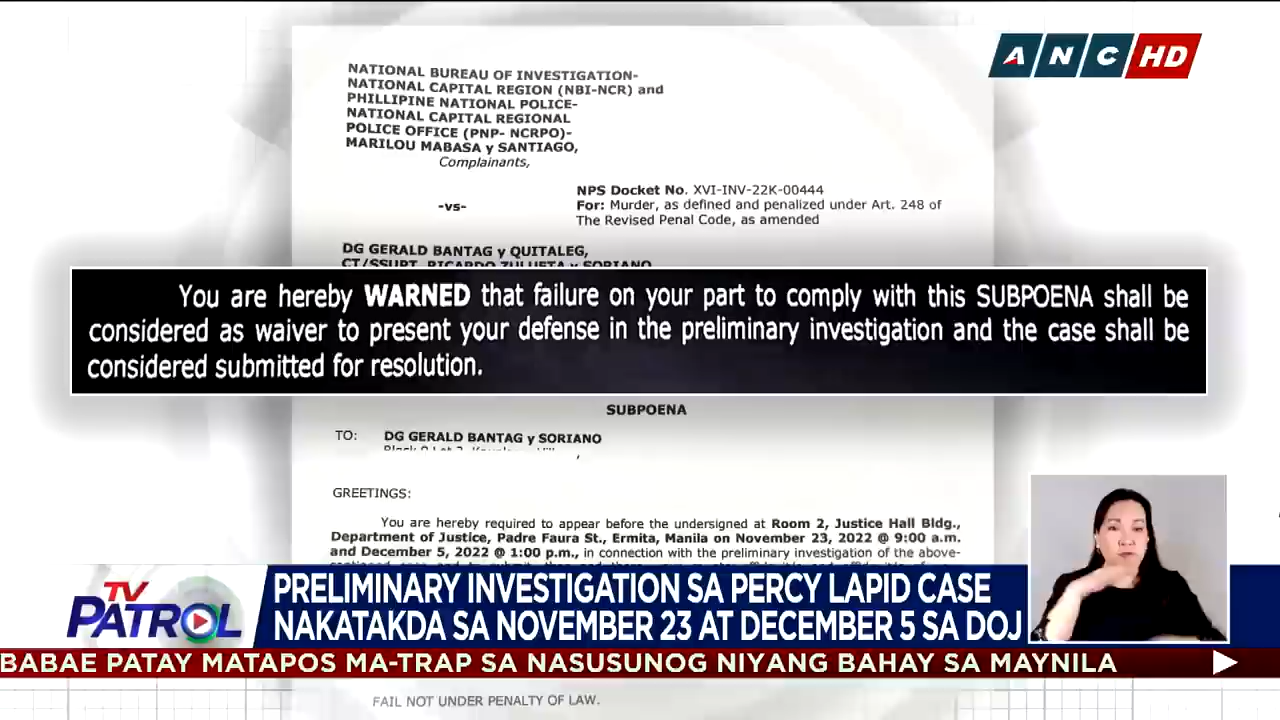 ANC HD
NATIONAL BUREAU OF INVESTIGATION-
NATIONAL CAPITAL REGION (NBI-NCR) and
PHILLIPINE NATIONAL POLICE-
NATIONAL CAPITAL REGIONAL
POLICE OFFICE (PNP- NCRPO)-
MARILOU MABASA y SANTIAGO,
Complainants,
-vs-
NPS Docket No. XVI-INV-22K-00444
For: Murder, as defined and penalized under Art. 248 of
The Revised Penal Code, as amended
DG GERALD BANTAG y QUITALEG,
CT/SSUPT. RICARDO ZULUETA y SORIANO
You are hereby WARNED that failure on your part to comply with this SUBPOENA shall be
considered as waiver to present your defense in the preliminary investigation and the case shall be
considered submitted for resolution.
SUBPOENA
TO: DG GERALD BANTAG y SORIANO
GREETINGS:
You are hereby required to appear before the undersigned at Room 2, Justice Hall Bldg.,
Department of Justice, Padre Faura St., Ermita, Manila on November 23, 2022 @ 9:00 a.m.
and December 5, 2022 @ 1:00 p.m., in connection with the preliminary investigation of the above-
TV PATROL
PRELIMINARY INVESTIGATION SA PERCY LAPID CASE
NAKATAKDA SA NOVEMBER 23 AT DECEMBER 5 SA DOJ
BABAE PATAY MATAPOS MA-TRAP SA NASUSUNOG NIYANG BAHAY SA MAYNILA
FAIL NOT UNDER PENALTY OF LAW.